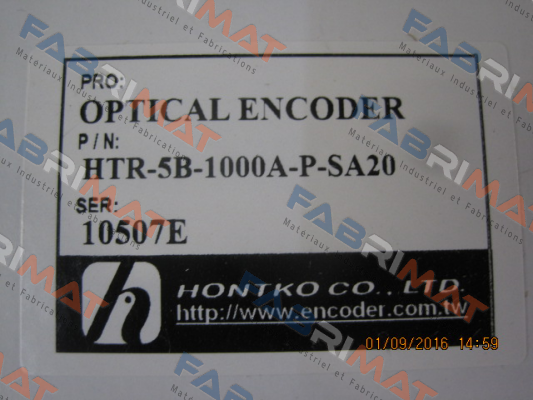 PRO:
OPTICAL ENCODER
P/N:
HTR-5B-1000A-P-SA20
SER:
10507E
HONTKO CO., LTD.
http://www.encoder.com.tw
01/09/2016 14:59
FABRIMAT
Materiaux Industriel et Fabrications